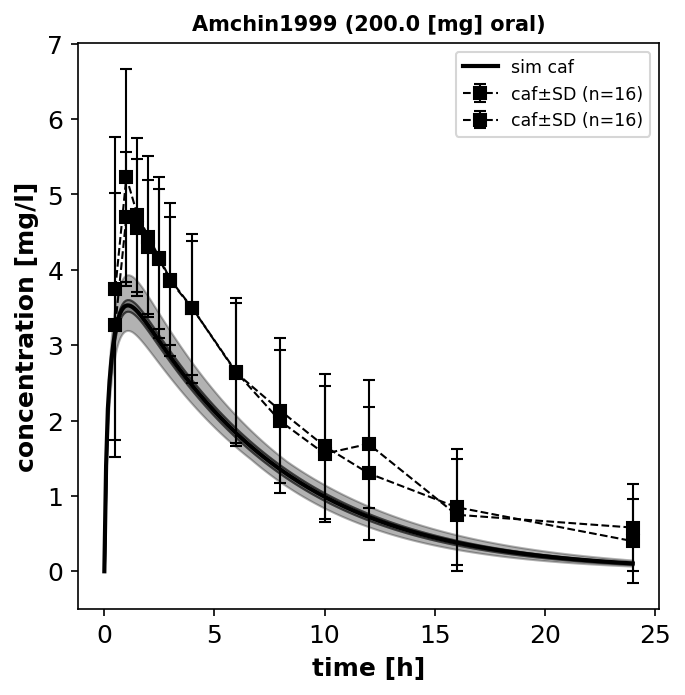 Amchin1999 (200.0 [mg] oral)
sim caf
caf±SD (n=16)
caf±SD (n=16)
concentration [mg/l]
7
6
5
4
3
2
1
0
0 5 10 15 20 25
time [h]